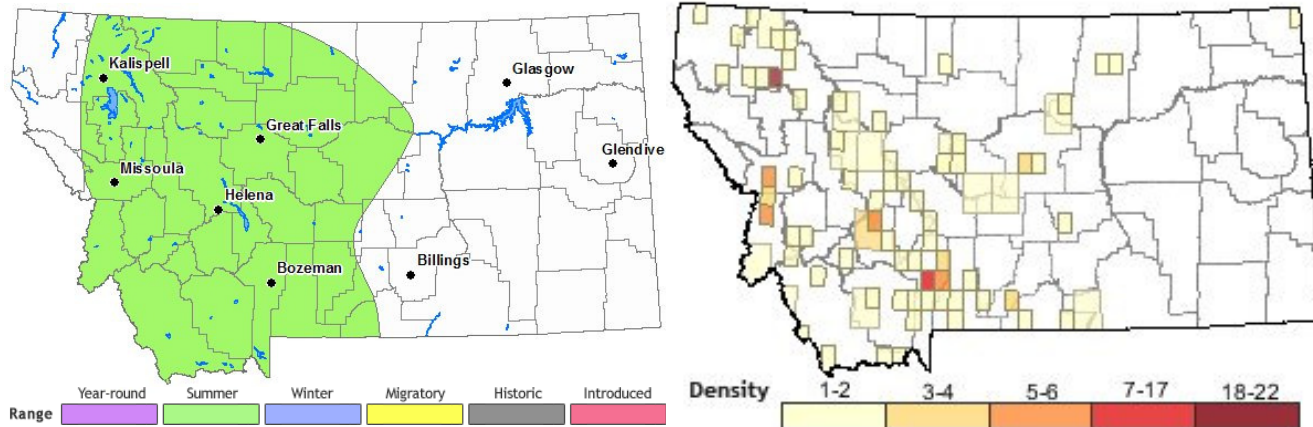 Kalispell
Glasgow
Great Falls
Glendive
Missoula
Helena
Bozeman
Billings
Range Year-round Summer Winter Migratory Historic Introduced
Density 1-2 3-4 5-6 7-17 18-22